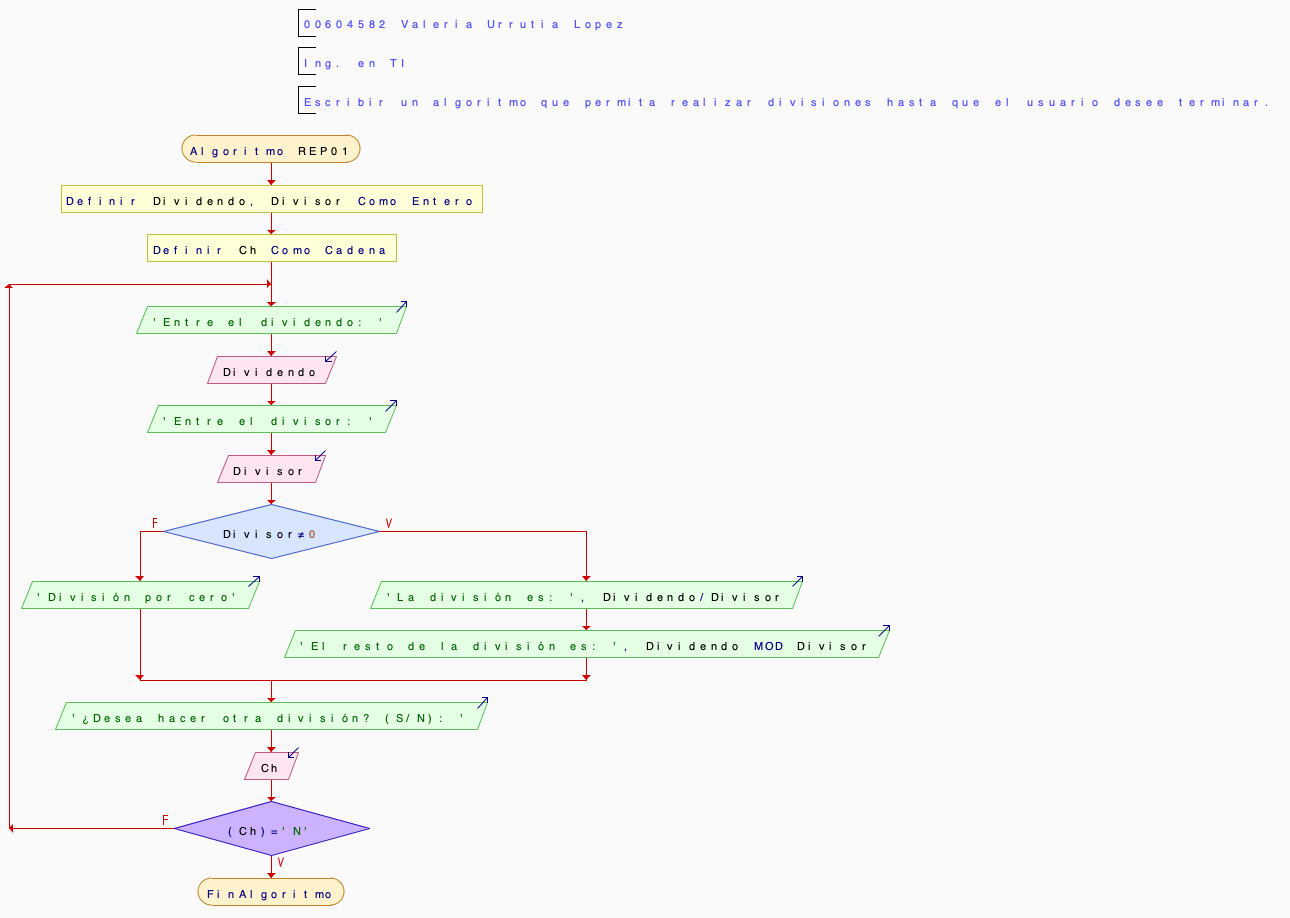 00604582 Valeria Urrutia Lopez
Ing. en TI
Escribir un algoritmo que permita realizar divisiones hasta que el usuario desee terminar.
Algoritmo REP01
Definir Dividendo, Divisor Como Entero
Definir Ch Como Cadena
'Entre el dividendo: '
Dividendo
'Entre el divisor: '
Divisor
F
V
Divisor≠0
'División por cero'
'La división es: ', Dividendo/Divisor
'El resto de la división es: ', Dividendo MOD Divisor
'¿Desea hacer otra división? (S/N): '
Ch
F
(Ch)='N'
V
FinAlgoritmo